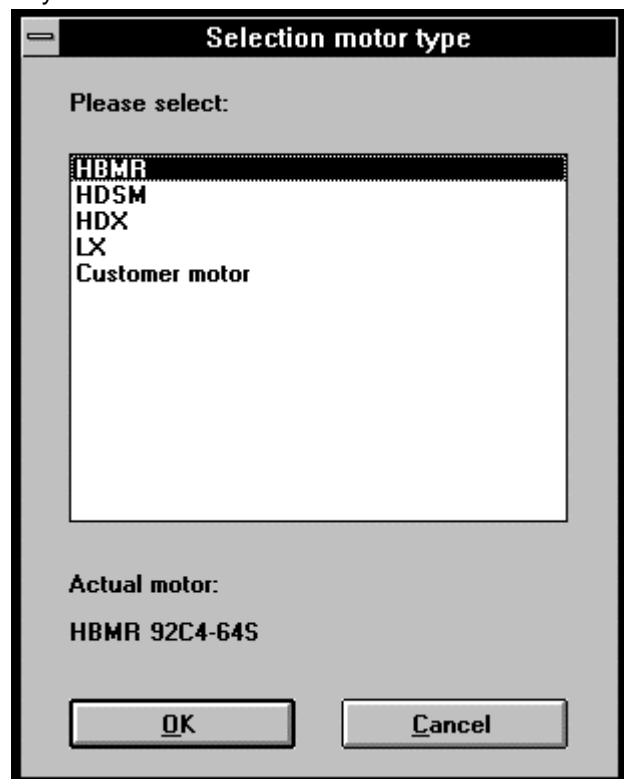 Selection motor type
Please select:
HBMR
HDSM
HDX
LX
Customer motor
Actual motor:
HBMR 92C4-64S
OK
Cancel